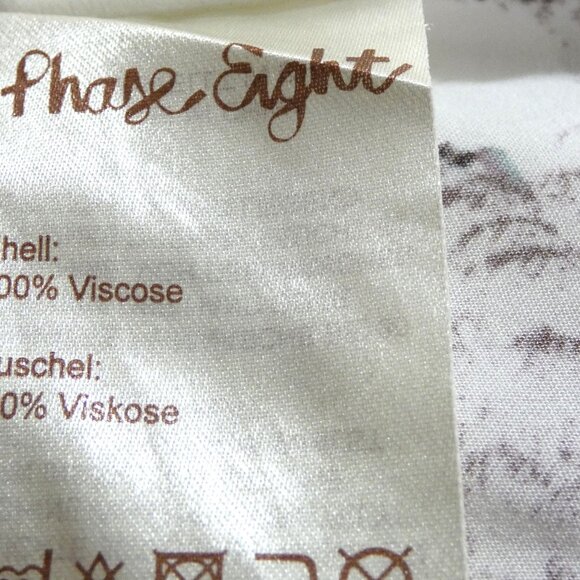 Phase Eight
hell:
00% Viscose
uschel:
0% Viskose